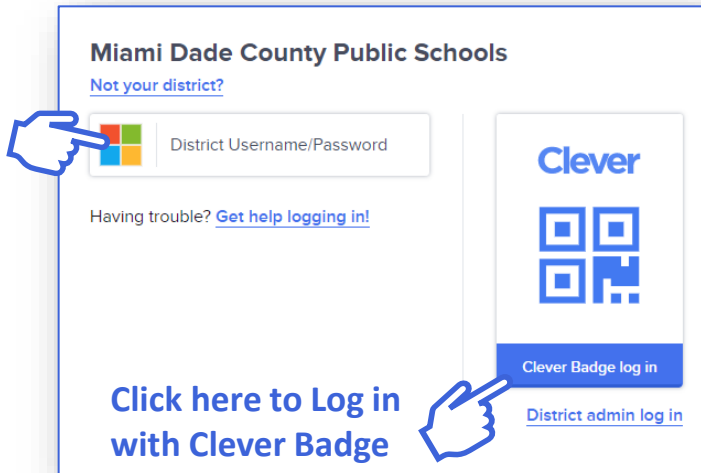 Miami Dade County Public Schools
Not your district?
District Username/Password
Having trouble? Get help logging in!
Clever
Clever Badge log in
District admin log in
Click here to Log in
with Clever Badge